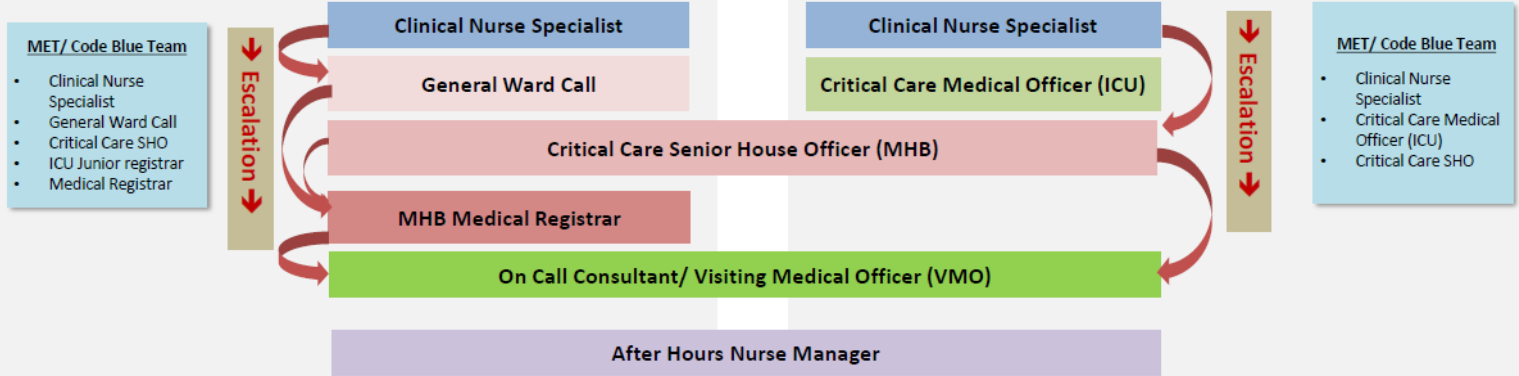 MET/ Code Blue Team
• Clinical Nurse
Specialist
• General Ward Call
• Critical Care SHO
• ICU Junior registrar
• Medical Registrar
Escalation
Clinical Nurse Specialist
General Ward Call
Clinical Nurse Specialist
Critical Care Medical Officer (ICU)
Critical Care Senior House Officer (MHB)
MHB Medical Registrar
On Call Consultant/ Visiting Medical Officer (VMO)
After Hours Nurse Manager
Escalation
MET/ Code Blue Team
• Clinical Nurse
Specialist
• Critical Care Medical
Officer (ICU)
• Critical Care SHO